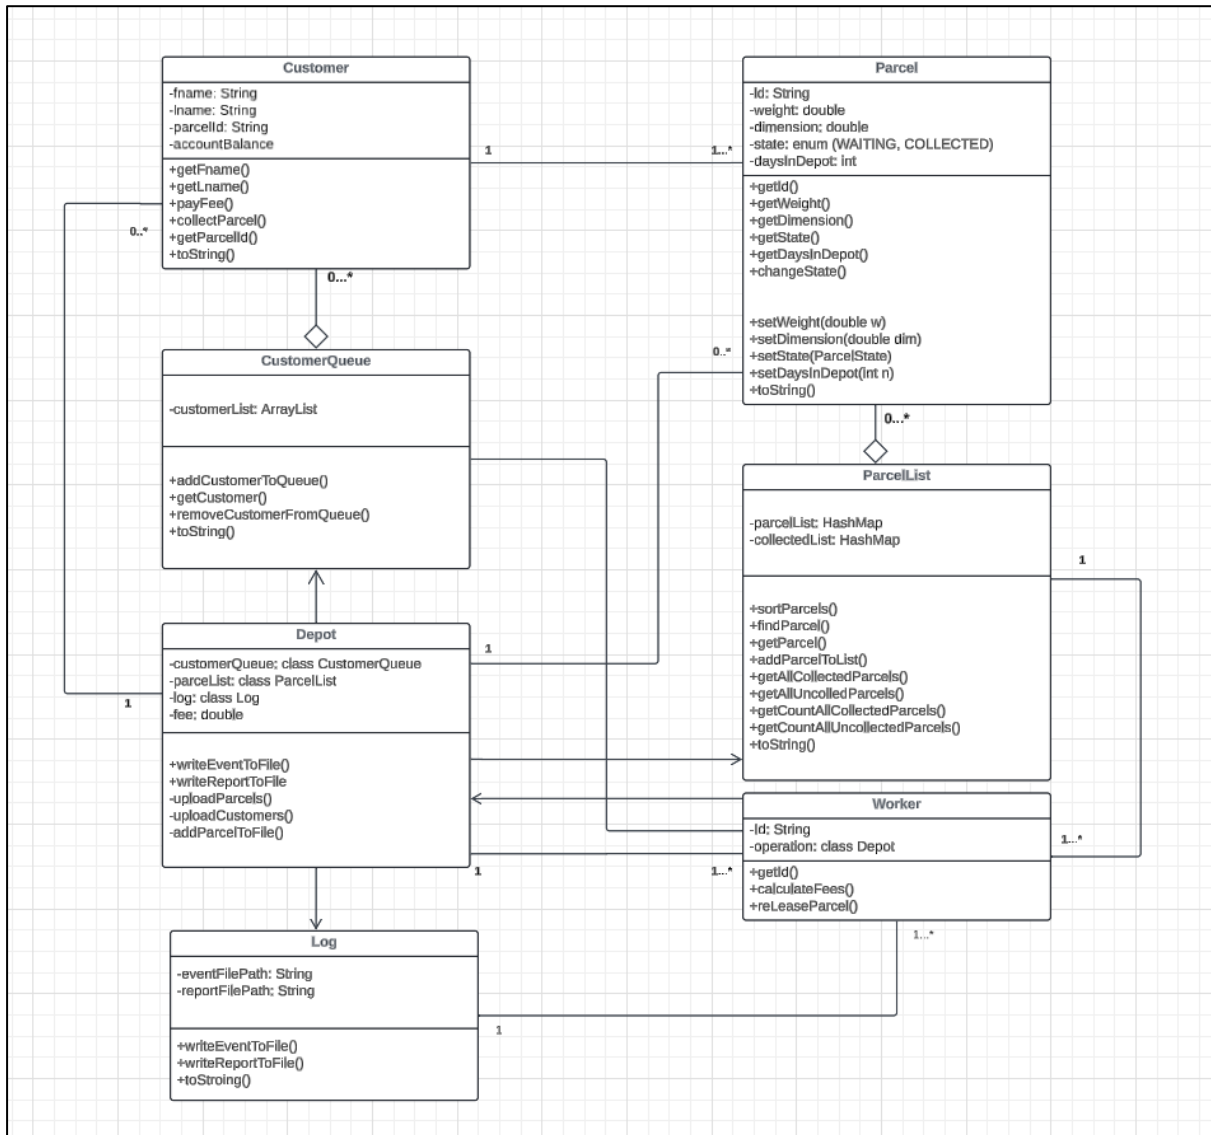 Customer
-fname: String
-lname: String
-parcelId: String
-accountBalance
+getFname()
+getLname()
+payFee()
+collectParcel()
+getParcelId()
+toString()
1
1...*
0..*
0...*
Parcel
-Id: String
-weight: double
-dimension: double
-state: enum (WAITING, COLLECTED)
-daysInDepot: int
+getId()
+getWeight()
+getDimension()
+getState()
+getDaysInDepot()
+changeState()
+setWeight(double w)
+setDimension(double dim)
+setState(ParcelState)
+setDaysInDepot(int n)
+toString()
0..*
0...*
CustomerQueue
-customerList: ArrayList
+addCustomerToQueue()
+getCustomer()
+removeCustomerFromQueue()
+toString()
ParcelList
-parcelList: HashMap
-collectedList: HashMap
+sortParcels()
+findParcel()
+getParcel()
+addParcelToList()
+getAllCollectedParcels()
+getAllUncolledParcels()
+getCountAllCollectedParcels()
+getCountAllUncollectedParcels()
+toString()
1
Depot
-customerQueue; class CustomerQueue
-parceList: class ParcelList
-log: class Log
-fee; double
+writeEventToFile()
+writeReportToFile
-uploadParcels()
-uploadCustomers()
-addParcelToFile()
1
1
1
1...*
Worker
-Id: String
-operation: class Depot
+getId()
+calculateFees()
+reLeaseParcel()
1...*
1...*
Log
-eventFilePath: String
-reportFilePath; String
+writeEventToFile()
+writeReportToFile()
+toStroing()
1